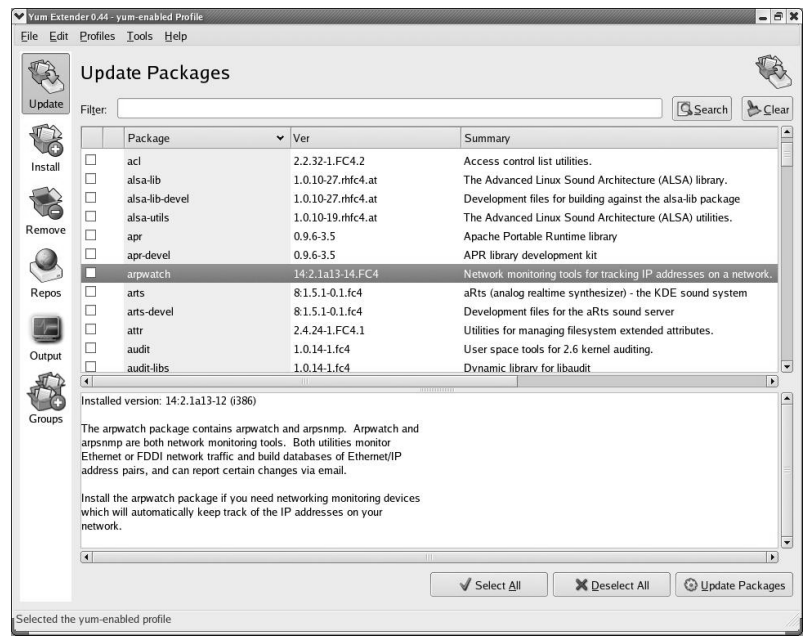 Yum Extender 0.44 - yum-enabled Profile
File Edit Profiles Tools Help
Update Packages
Update
Filter:
Search
Clear
Package Ver Summary
acl 2.2.32-1.FC4.2 Access control list utilities.
alsa-lib 1.0.10-27.rhfc4.at The Advanced Linux Sound Architecture (ALSA) library.
alsa-lib-devel 1.0.10-27.rhfc4.at Development files for building against the alsa-lib package
alsa-utils 1.0.10-19.rhfc4.at The Advanced Linux Sound Architecture (ALSA) utilities.
apr 0.9.6-3.5 Apache Portable Runtime library
apr-devel 0.9.6-3.5 APR library development kit
arpwatch 14:2.1a13-14.FC4 Network monitoring tools for tracking IP addresses on a network.
arts 8:1.5.1-0.1.fc4 aRts (analog realtime synthesizer) - the KDE sound system
arts-devel 8:1.5.1-0.1.fc4 Development files for the aRts sound server
attr 2.4.24-1.FC4.1 Utilities for managing filesystem extended attributes.
audit 1.0.14-1.fc4 User space tools for 2.6 kernel auditing.
audit-libs 1.0.14-1.fc4 Dynamic library for libaudit
Install
Remove
Repos
Output
Groups
Installed version: 14:2.1a13-12 (i386)
The arpwatch package contains arpwatch and arpsnmp. Arpwatch and
arpsnmp are both network monitoring tools. Both utilities monitor
Ethernet or FDDI network traffic and build databases of Ethernet/IP
address pairs, and can report certain changes via email.
Install the arpwatch package if you need networking monitoring devices
which will automatically keep track of the IP addresses on your
network.
Select All
Deselect All
Update Packages
Selected the yum-enabled profile